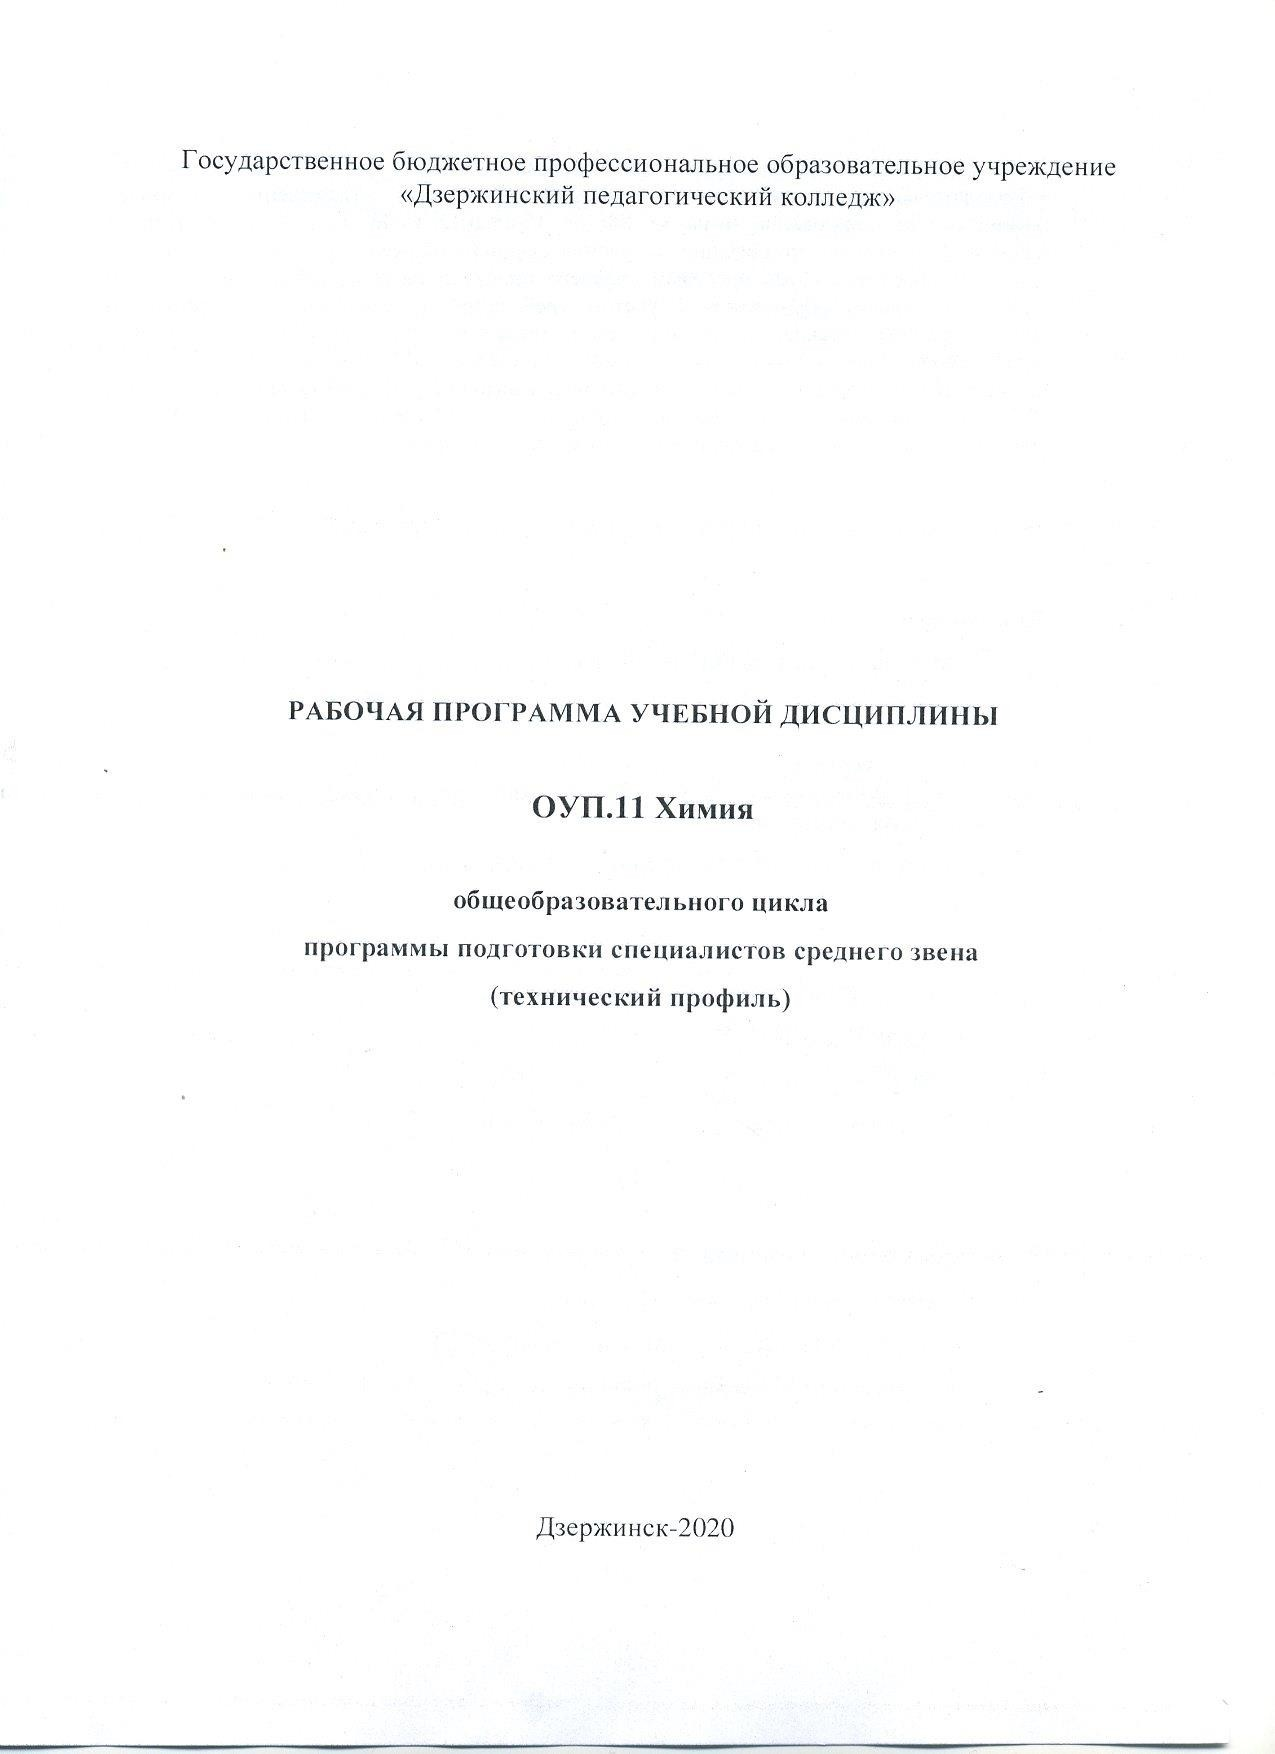 Государственное бюджетное профессиональное образовательное учреждение
«Дзержинский педагогический колледж»
РАБОЧАЯ ПРОГРАММА УЧЕБНОЙ ДИСЦИПЛИНЫ
ОУП.11 Химия
общеобразовательного цикла
программы подготовки специалистов среднего звена
(технический профиль)
Дзержинск-2020